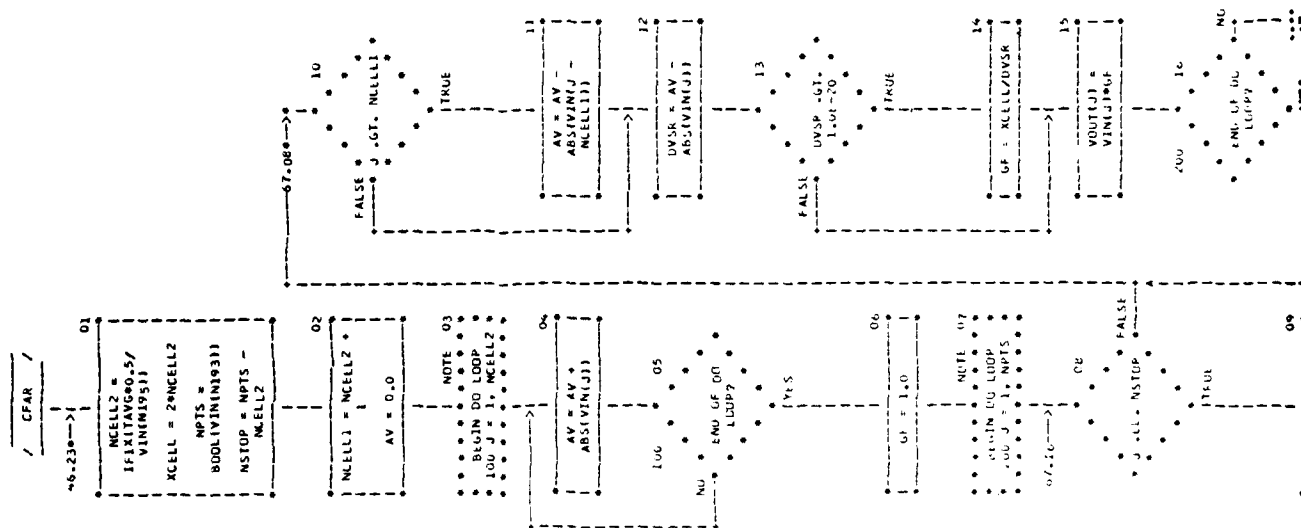 / CFAR /
46.23*-->
01
NCELL2 =
IFIX(TAVG*0.5/
VIN(N195))
XCELL = 2*NCELL2
NPTS =
BOOL(VIN(N193))
NSTOP = NPTS -
NCELL2
02
NCELL1 = NCELL2 +
1
AV = 0.0
NOTE 03
BEGIN DO LOOP
100 J = 1, NCELL2
04
AV = AV +
ABS(VIN(J))
100 05
END OF DO
LOOP?
NO
YES
06
GF = 1.0
NOTE 07
BEGIN DO LOOP
200 J = 1, NPTS
67.16-->
08
NSTOP
FALSE
TRUE
09
67.08*-->
10
J .GT. NCELL1
FALSE
TRUE
11
AV = AV -
ABS(VIN(J -
NCELL1))
12
DVSR = AV -
ABS(VIN(J))
13
DVSR .GT.
1.0E-20
FALSE
TRUE
14
GF = XCELL/DVSR
15
VOUT(J) =
VIN(J)*GF
200 16
END OF DO
LOOP?
NO